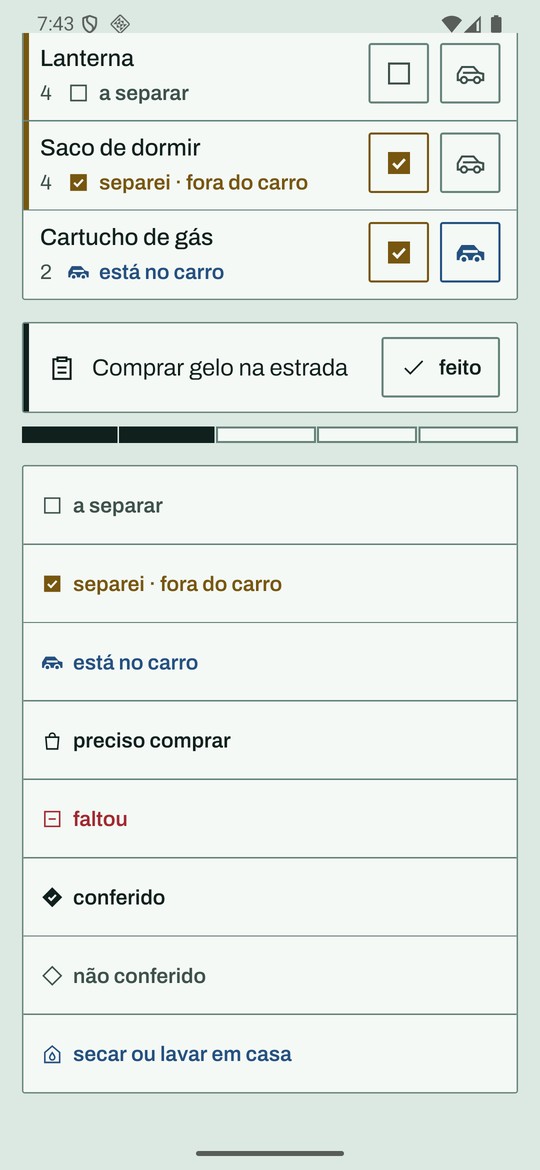 7:43
Lanterna
4 a separar
Saco de dormir
4 separei · fora do carro
Cartucho de gás
2 está no carro
Comprar gelo na estrada
feito
a separar
separei · fora do carro
está no carro
preciso comprar
faltou
conferido
não conferido
secar ou lavar em casa